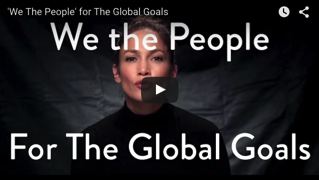 'We The People' for The Global Goals
We the People
For The Global Goals